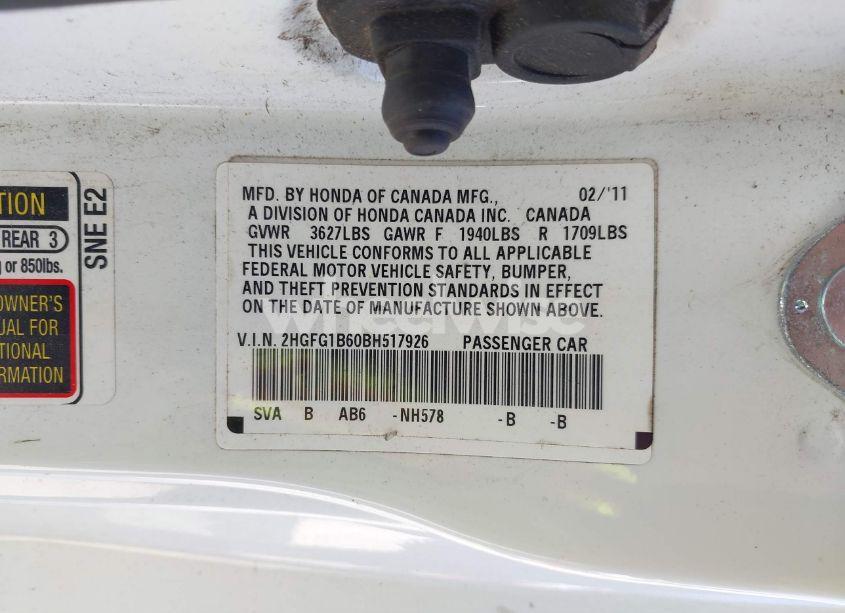 TION
REAR 3
g or 850lbs.
OWNER'S
UAL FOR
TIONAL
ORMATION
SNE E2
MFD. BY HONDA OF CANADA MFG., 02/'11
A DIVISION OF HONDA CANADA INC. CANADA
GVWR 3627LBS GAWR F 1940LBS R 1709LBS
THIS VEHICLE CONFORMS TO ALL APPLICABLE
FEDERAL MOTOR VEHICLE SAFETY, BUMPER,
AND THEFT PREVENTION STANDARDS IN EFFECT
ON THE DATE OF MANUFACTURE SHOWN ABOVE.
wheelwise
V.I.N. 2HGFG1B60BH517926 PASSENGER CAR
SVA B AB6 -NH578 -B -B